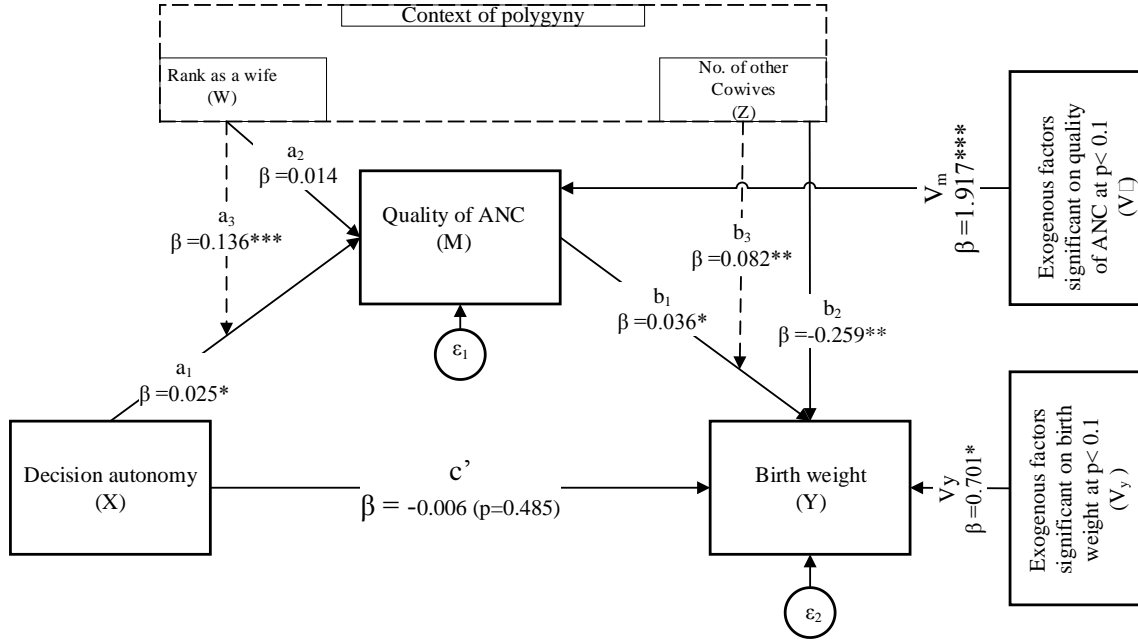 Context of polygyny
Rank as a wife
(W)
No. of other
Cowives
(Z)
a2
β =0.014
a3
β =0.136***
Quality of ANC
(M)
b3
β =0.082**
b1
β =0.036*
b2
β =-0.259**
ε1
a1
β =0.025*
Decision autonomy
(X)
c’
β = -0.006 (p=0.485)
Birth weight
(Y)
ε2
Vm
β =1.917***
Exogenous factors
significant on quality
of ANC at p< 0.1
(V□)
Vy
β =0.701*
Exogenous factors
significant on birth
weight at p< 0.1
(Vy )